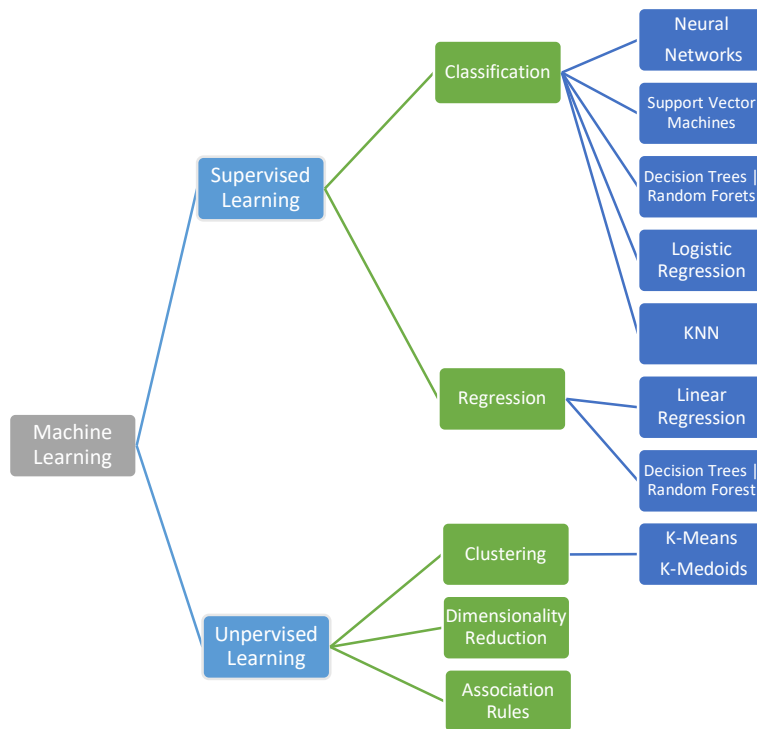 Neural
Networks
Classification
Support Vector
Machines
Supervised
Learning
Decision Trees |
Random Forets
Logistic
Regression
KNN
Regression
Linear
Regression
Machine
Learning
Decision Trees |
Random Forest
Clustering
K-Means
K-Medoids
Dimensionality
Reduction
Unpervised
Learning
Association
Rules